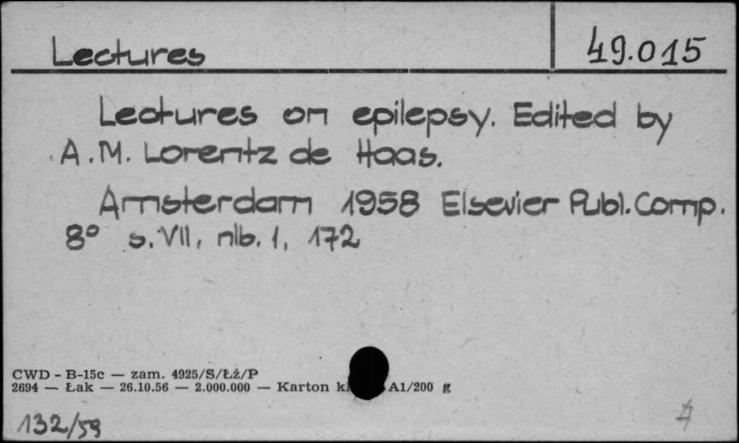 Lectures 49.015
Lectures on epilepsy. Edited by
A.M. Lorentz de Haas.
Amsterdam 1958 Elsevier Publ. Comp.
8° s. VII, nlb. 1, 172
CWD - B-15c — zam. 4925/S/Łż/P
2694 — Łak — 26.10.56 — 2.000.000 — Karton A1/200 g
132/59